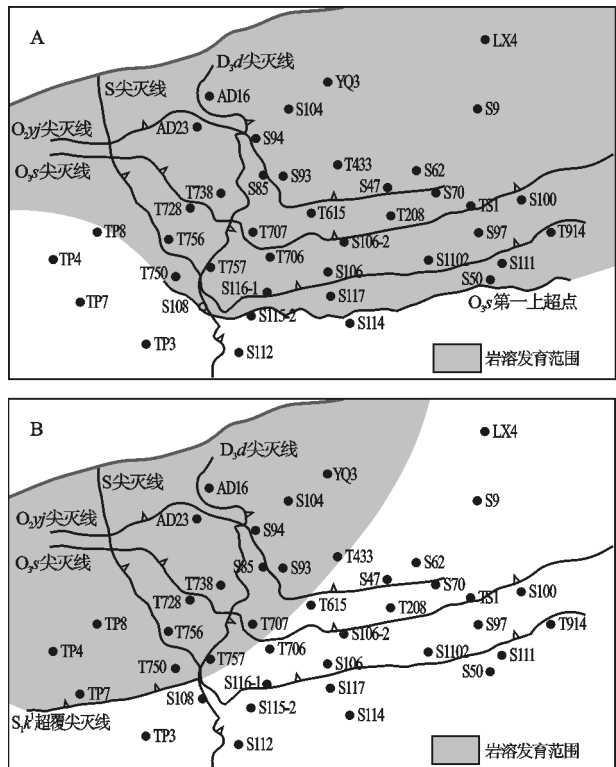 A
LX4
D₃d尖灭线
S尖灭线
YQ3
AD16
S104
S9
O₂yj尖灭线
AD23
S94
O₃s尖灭线
T433
S62
S85
S93
S47
S70
T738
TS1
S100
T728
T615
T208
TP8
T756
T707
S106-2
S97
T914
TP4
T706
S1102
S111
T750
T757
S106
S50
TP7
S116-1
S117
S108
O₃s第一上超点
S115-2
S114
TP3
S112
岩溶发育范围
B
LX4
D₃d尖灭线
S尖灭线
YQ3
AD16
S104
S9
O₂yj尖灭线
AD23
S94
O₃s尖灭线
T433
S62
S85
S93
S47
S70
T738
TS1
S100
T728
T615
T208
TP8
T756
T707
S106-2
S97
T914
TP4
T706
S1102
S111
T750
T757
S106
S50
TP7
S116-1
S117
S108
S₁k¹超覆尖灭线
S115-2
S114
TP3
S112
岩溶发育范围